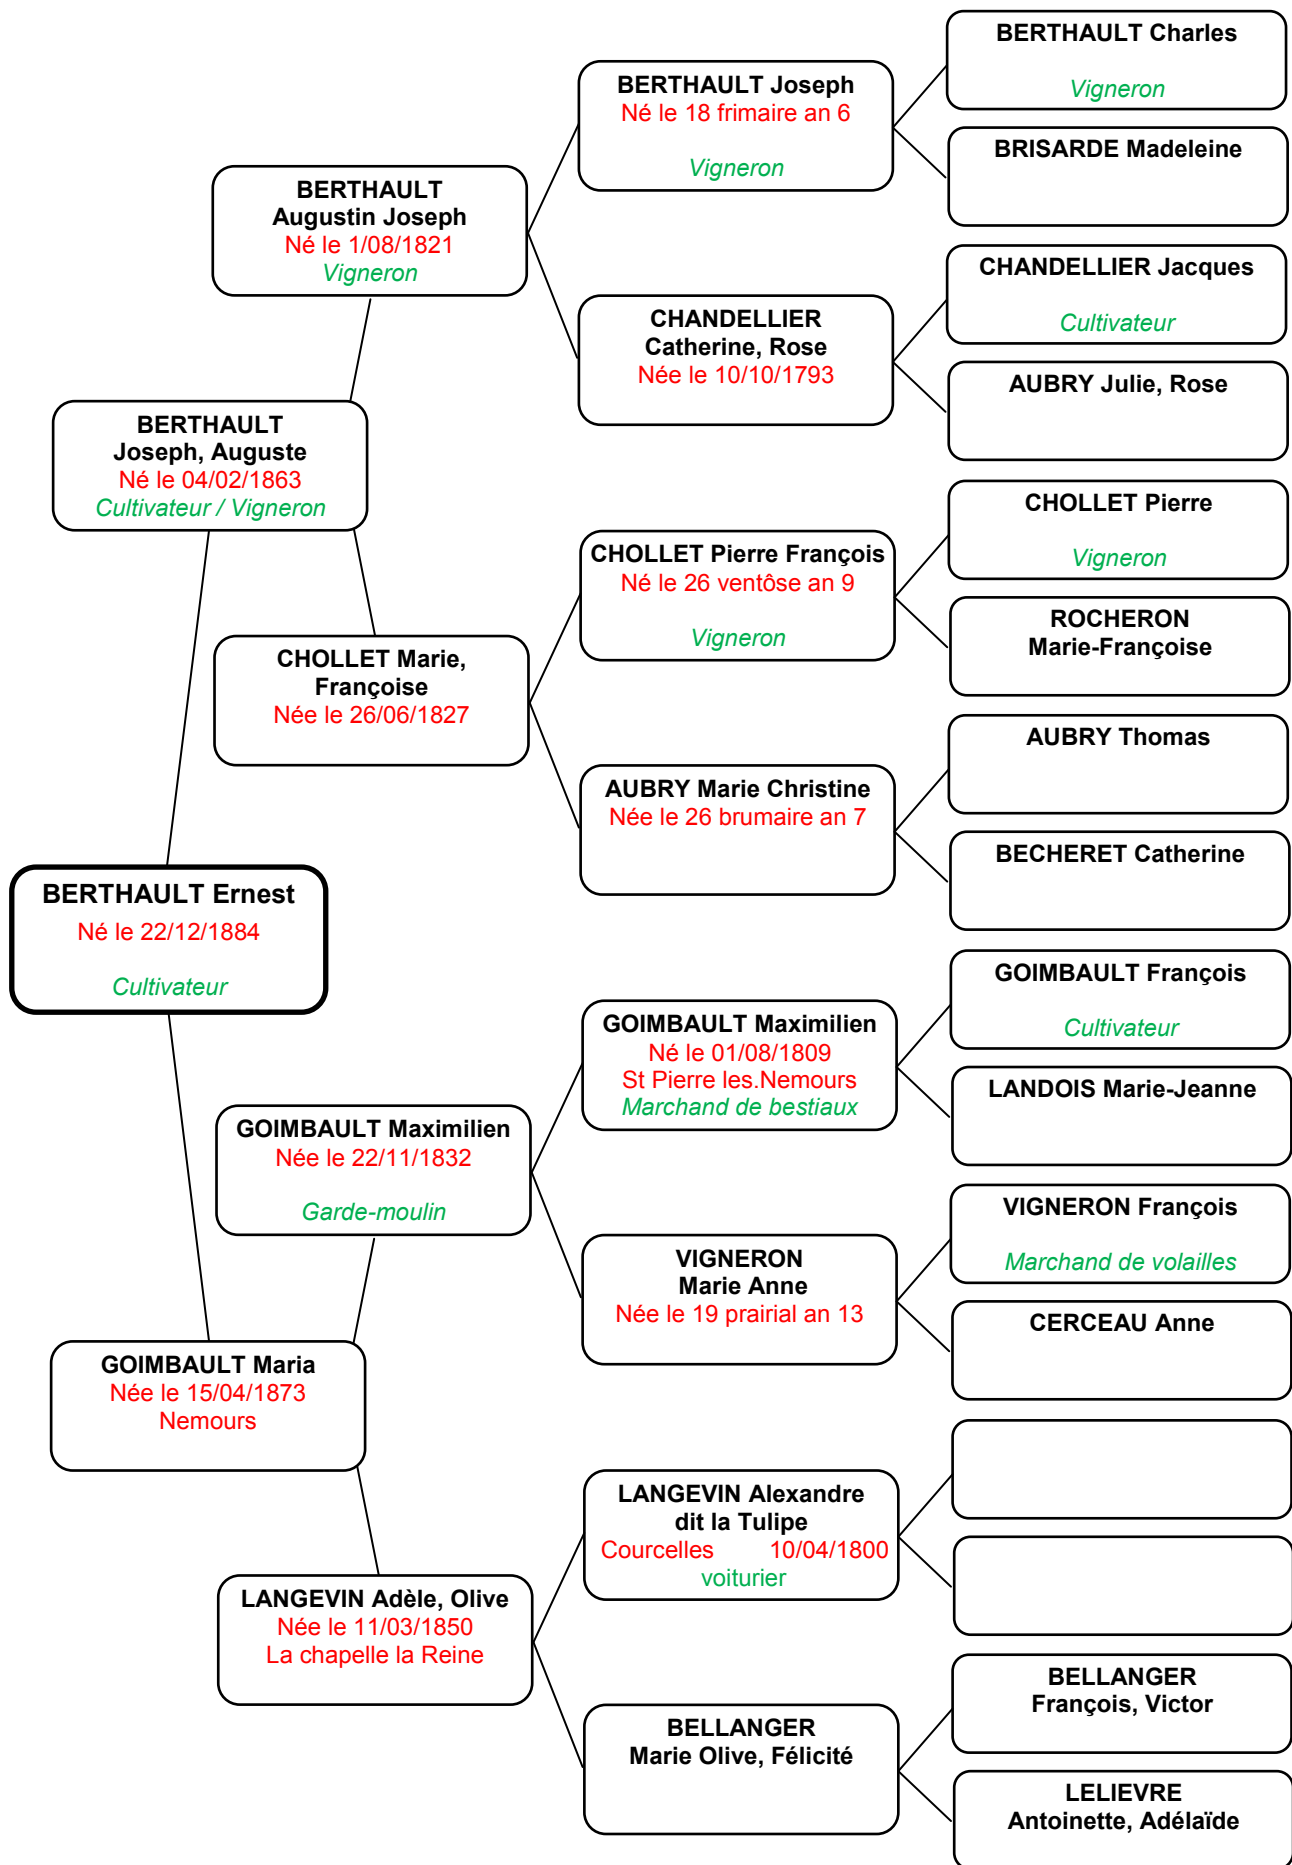 BERTHAULT Charles
Vigneron
BERTHAULT Joseph
Né le 18 frimaire an 6
Vigneron
BRISARDE Madeleine
BERTHAULT
Augustin Joseph
Né le 1/08/1821
Vigneron
CHANDELLIER Jacques
Cultivateur
CHANDELLIER
Catherine, Rose
Née le 10/10/1793
AUBRY Julie, Rose
BERTHAULT
Joseph, Auguste
Né le 04/02/1863
Cultivateur / Vigneron
CHOLLET Pierre
Vigneron
CHOLLET Pierre François
Né le 26 ventôse an 9
Vigneron
ROCHERON
Marie-Françoise
CHOLLET Marie,
Françoise
Née le 26/06/1827
AUBRY Thomas
AUBRY Marie Christine
Née le 26 brumaire an 7
BECHERET Catherine
BERTHAULT Ernest
Né le 22/12/1884
Cultivateur
GOIMBAULT François
Cultivateur
GOIMBAULT Maximilien
Né le 01/08/1809
St Pierre les.Nemours
Marchand de bestiaux
LANDOIS Marie-Jeanne
GOIMBAULT Maximilien
Née le 22/11/1832
Garde-moulin
VIGNERON François
Marchand de volailles
VIGNERON
Marie Anne
Née le 19 prairial an 13
CERCEAU Anne
GOIMBAULT Maria
Née le 15/04/1873
Nemours
LANGEVIN Alexandre
dit la Tulipe
Courcelles 10/04/1800
voiturier
LANGEVIN Adèle, Olive
Née le 11/03/1850
La chapelle la Reine
BELLANGER
François, Victor
BELLANGER
Marie Olive, Félicité
LELIEVRE
Antoinette, Adélaïde